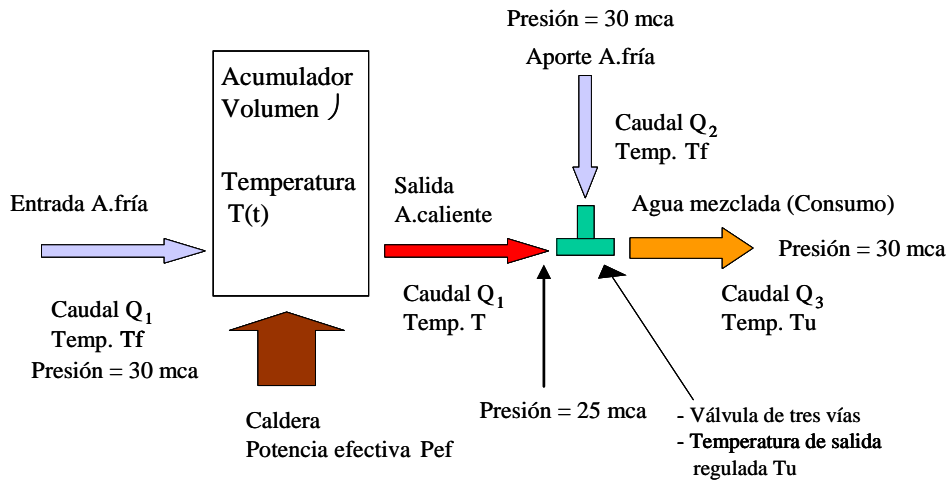 Presión = 30 mca
Aporte A.fría
Acumulador
Volumen
Caudal Q2
Temp. Tf
Temperatura
T(t)
Entrada A.fría
Salida
A.caliente
Agua mezclada (Consumo)
Presión = 30 mca
Caudal Q1
Temp. Tf
Presión = 30 mca
Caudal Q1
Temp. T
Caudal Q3
Temp. Tu
Presión = 25 mca
Caldera
Potencia efectiva Pef
- Válvula de tres vías
- Temperatura de salida
regulada Tu